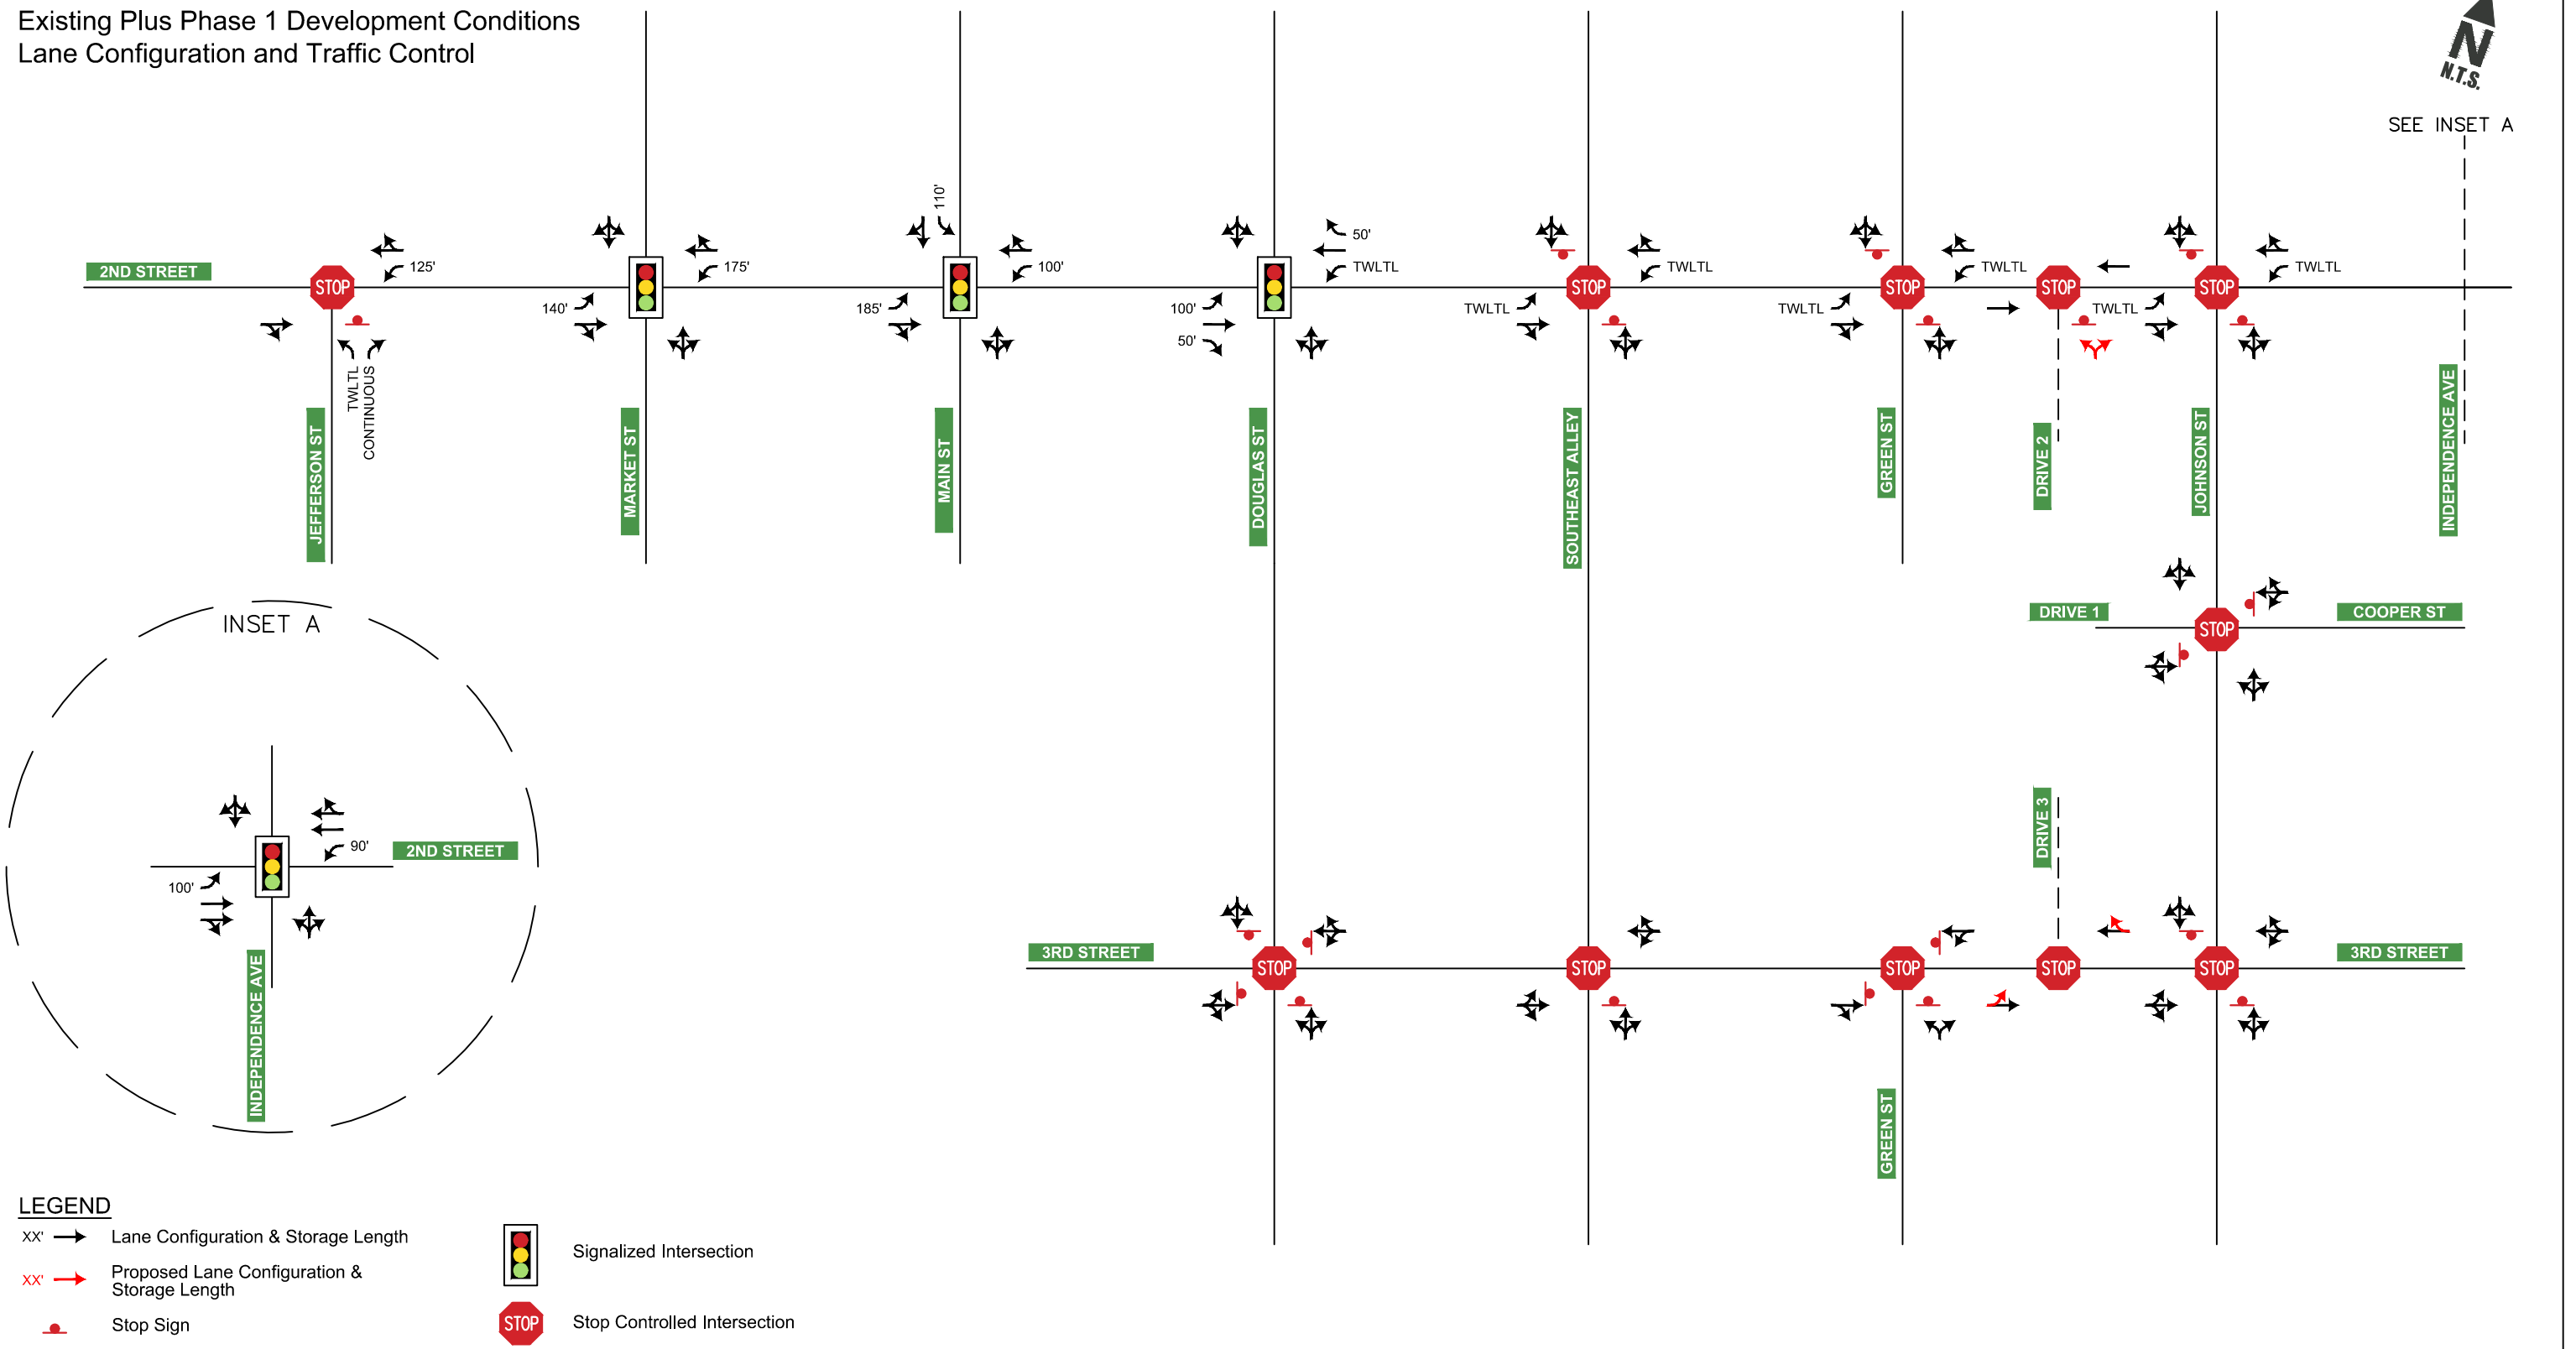 Existing Plus Phase 1 Development Conditions
Lane Configuration and Traffic Control
N
N.T.S.
SEE INSET A
110'
50'
2ND STREET
125'
175'
100'
TWLTL
TWLTL
TWLTL
TWLTL
STOP
STOP
STOP
STOP
STOP
140'
185'
100'
TWLTL
TWLTL
TWLTL
50'
TWLTL
CONTINUOUS
JEFFERSON ST
MARKET ST
MAIN ST
DOUGLAS ST
SOUTHEAST ALLEY
GREEN ST
DRIVE 2
JOHNSON ST
INDEPENDENCE AVE
INSET A
DRIVE 1
COOPER ST
STOP
90'
2ND STREET
100'
INDEPENDENCE AVE
DRIVE 3
3RD STREET
3RD STREET
STOP
STOP
STOP
STOP
STOP
GREEN ST
LEGEND
XX'
Lane Configuration & Storage Length
XX'
Proposed Lane Configuration &
Storage Length
Stop Sign
Signalized Intersection
STOP
Stop Controlled Intersection